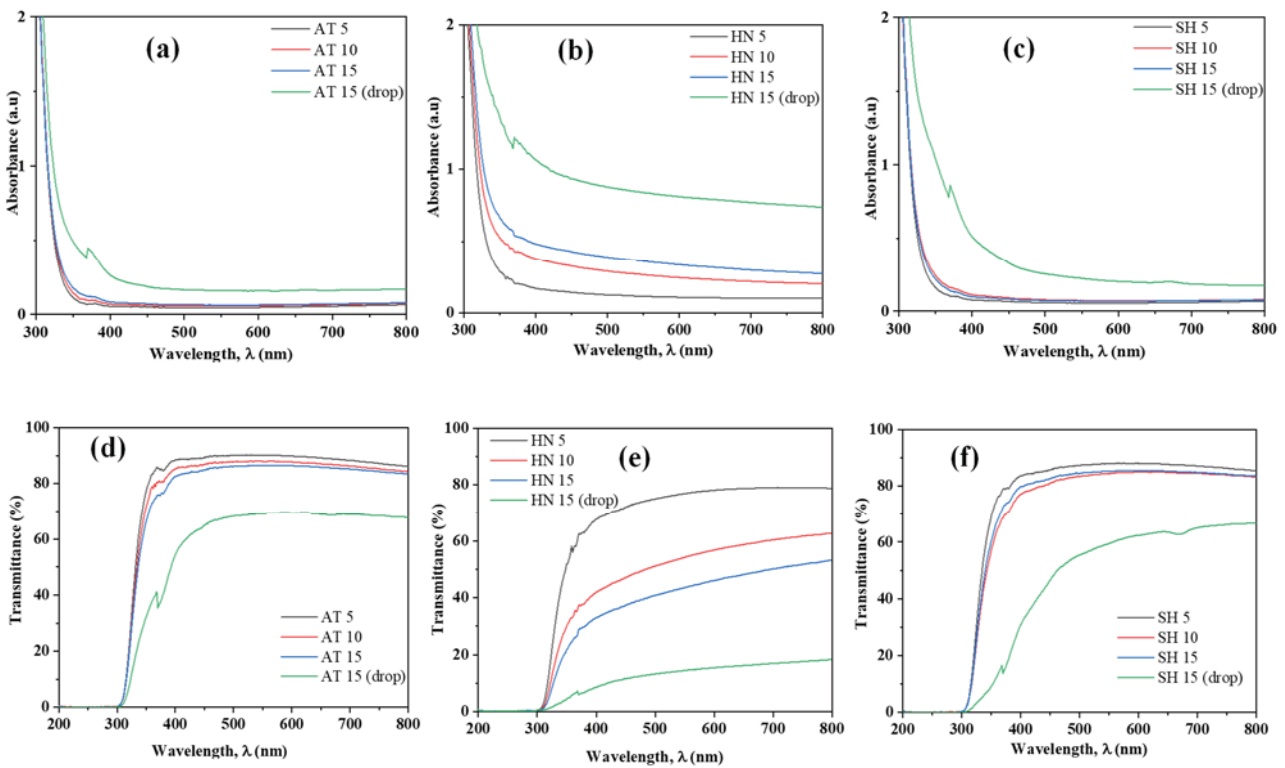 (a)
AT 5
AT 10
AT 15
AT 15 (drop)
Absorbance (a.u)
2
1
0
300 400 500 600 700 800
Wavelength, λ (nm)
(b)
HN 5
HN 10
HN 15
HN 15 (drop)
Absorbance (a.u)
2
1
0
300 400 500 600 700 800
Wavelength, λ (nm)
(c)
SH 5
SH 10
SH 15
SH 15 (drop)
Absorbance (a.u)
2
1
0
300 400 500 600 700 800
Wavelength, λ (nm)
(d)
AT 5
AT 10
AT 15
AT 15 (drop)
Transmittance (%)
100
80
60
40
20
0
200 300 400 500 600 700 800
Wavelength, λ (nm)
(e)
HN 5
HN 10
HN 15
HN 15 (drop)
Transmittance (%)
100
80
60
40
20
0
200 300 400 500 600 700 800
Wavelength, λ (nm)
(f)
SH 5
SH 10
SH 15
SH 15 (drop)
Transmittance (%)
100
80
60
40
20
0
200 300 400 500 600 700 800
Wavelength, λ (nm)